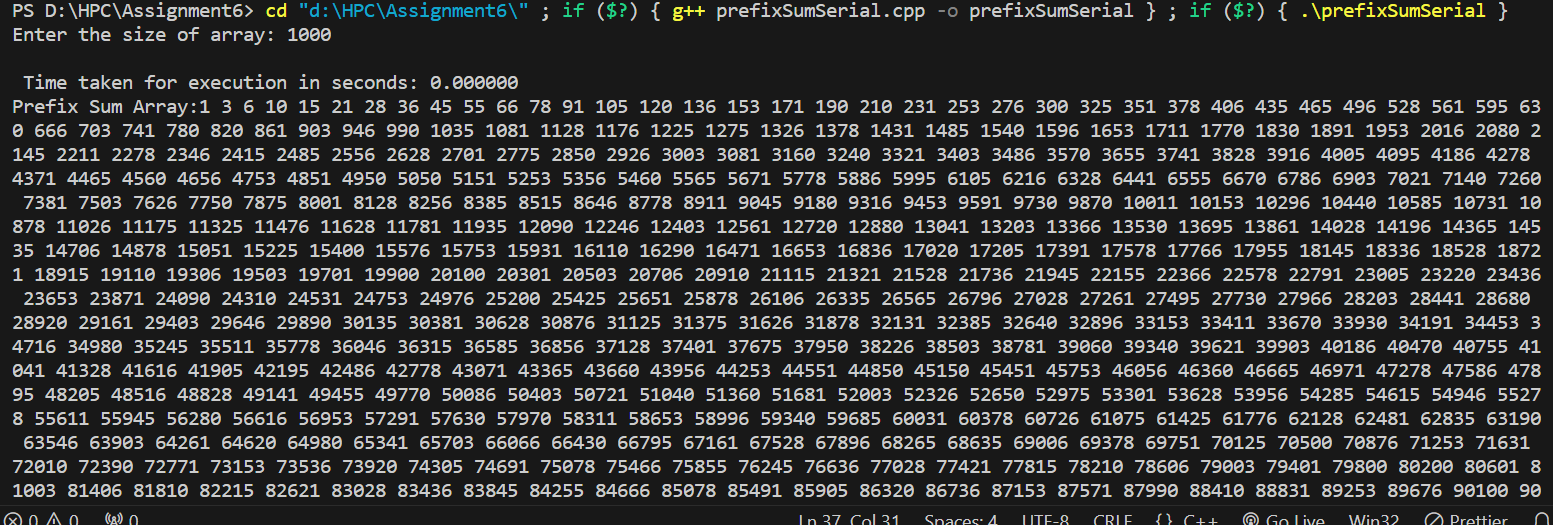 PS D:\HPC\Assignment6> cd "d:\HPC\Assignment6\" ; if ($?) { g++ prefixSumSerial.cpp -o prefixSumSerial } ; if ($?) { .\prefixSumSerial }
Enter the size of array: 1000
Time taken for execution in seconds: 0.000000
Prefix Sum Array:1 3 6 10 15 21 28 36 45 55 66 78 91 105 120 136 153 171 190 210 231 253 276 300 325 351 378 406 435 465 496 528 561 595 63
0 666 703 741 780 820 861 903 946 990 1035 1081 1128 1176 1225 1275 1326 1378 1431 1485 1540 1596 1653 1711 1770 1830 1891 1953 2016 2080 2
145 2211 2278 2346 2415 2485 2556 2628 2701 2775 2850 2926 3003 3081 3160 3240 3321 3403 3486 3570 3655 3741 3828 3916 4005 4095 4186 4278
4371 4465 4560 4656 4753 4851 4950 5050 5151 5253 5356 5460 5565 5671 5778 5886 5995 6105 6216 6328 6441 6555 6670 6786 6903 7021 7140 7260
7381 7503 7626 7750 7875 8001 8128 8256 8385 8515 8646 8778 8911 9045 9180 9316 9453 9591 9730 9870 10011 10153 10296 10440 10585 10731 10
878 11026 11175 11325 11476 11628 11781 11935 12090 12246 12403 12561 12720 12880 13041 13203 13366 13530 13695 13861 14028 14196 14365 145
35 14706 14878 15051 15225 15400 15576 15753 15931 16110 16290 16471 16653 16836 17020 17205 17391 17578 17766 17955 18145 18336 18528 1872
1 18915 19110 19306 19503 19701 19900 20100 20301 20503 20706 20910 21115 21321 21528 21736 21945 22155 22366 22578 22791 23005 23220 23436
23653 23871 24090 24310 24531 24753 24976 25200 25425 25651 25878 26106 26335 26565 26796 27028 27261 27495 27730 27966 28203 28441 28680
28920 29161 29403 29646 29890 30135 30381 30628 30876 31125 31375 31626 31878 32131 32385 32640 32896 33153 33411 33670 33930 34191 34453 3
4716 34980 35245 35511 35778 36046 36315 36585 36856 37128 37401 37675 37950 38226 38503 38781 39060 39340 39621 39903 40186 40470 40755 41
041 41328 41616 41905 42195 42486 42778 43071 43365 43660 43956 44253 44551 44850 45150 45451 45753 46056 46360 46665 46971 47278 47586 478
95 48205 48516 48828 49141 49455 49770 50086 50403 50721 51040 51360 51681 52003 52326 52650 52975 53301 53628 53956 54285 54615 54946 5527
8 55611 55945 56280 56616 56953 57291 57630 57970 58311 58653 58996 59340 59685 60031 60378 60726 61075 61425 61776 62128 62481 62835 63190
63546 63903 64261 64620 64980 65341 65703 66066 66430 66795 67161 67528 67896 68265 68635 69006 69378 69751 70125 70500 70876 71253 71631
72010 72390 72771 73153 73536 73920 74305 74691 75078 75466 75855 76245 76636 77028 77421 77815 78210 78606 79003 79401 79800 80200 80601 8
1003 81406 81810 82215 82621 83028 83436 83845 84255 84666 85078 85491 85905 86320 86736 87153 87571 87990 88410 88831 89253 89676 90100 90
0 0 0 Ln 37, Col 31 Spaces: 4 UTF-8 CRLF {} C++ Go Live Win32 Prettier